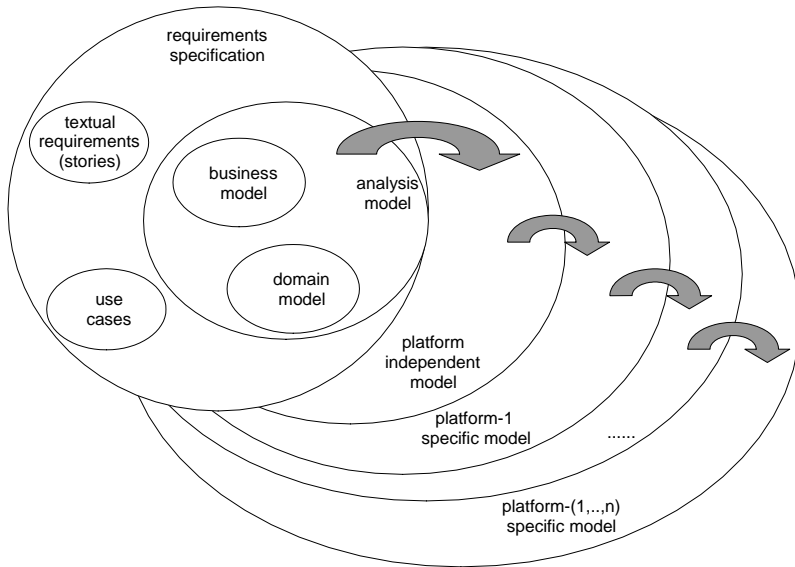 requirements
specification
textual
requirements
(stories)
business
model
analysis
model
domain
model
use
cases
platform
independent
model
platform-1
specific model
......
platform-(1,..,n)
specific model